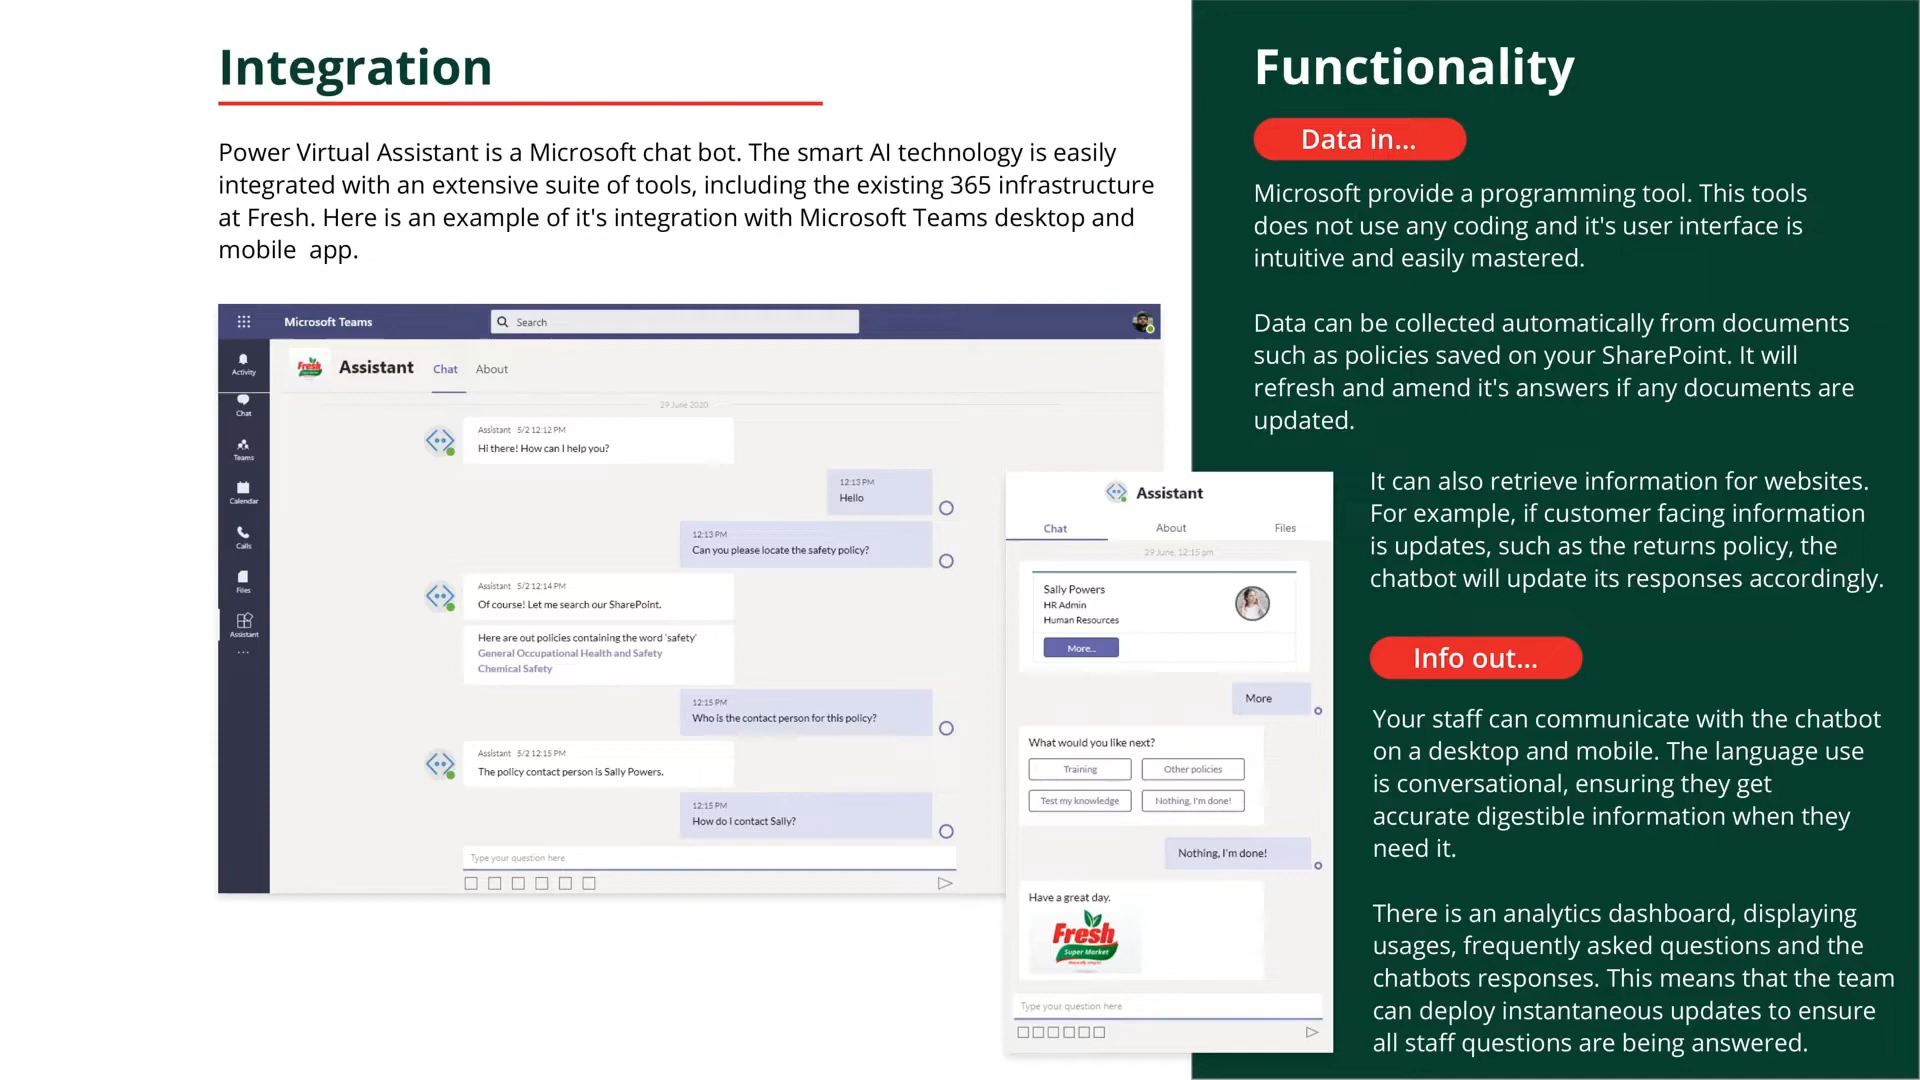 Integration
Power Virtual Assistant is a Microsoft chat bot. The smart AI technology is easily
integrated with an extensive suite of tools, including the existing 365 infrastructure
at Fresh. Here is an example of it's integration with Microsoft Teams desktop and
mobile  app.
Microsoft Teams
Search
Activity
Chat
Teams
Calendar
Calls
Files
Assistant
Fresh
Assistant
Chat
About
29 June 2020
Assistant 5/2 12:12 PM
Hi there! How can I help you?
12:13 PM
Hello
12:13 PM
Can you please locate the safety policy?
Assistant 5/2 12:14 PM
Of course! Let me search our SharePoint.
Here are out policies containing the word 'safety'
General Occupational Health and Safety
Chemical Safety
12:15 PM
Who is the contact person for this policy?
Assistant 5/2 12:15 PM
The policy contact person is Sally Powers.
12:15 PM
How do I contact Sally?
Type your question here
Assistant
Chat
About
Files
29 June, 12:15 pm
Sally Powers
HR Admin
Human Resources
More...
More
What would you like next?
Training
Other policies
Test my knowledge
Nothing, I'm done!
Nothing, I'm done!
Have a great day.
Fresh
Super Market
Type your question here
Functionality
Data in...
Microsoft provide a programming tool. This tools
does not use any coding and it's user interface is
intuitive and easily mastered.
Data can be collected automatically from documents
such as policies saved on your SharePoint. It will
refresh and amend it's answers if any documents are
updated.
It can also retrieve information for websites.
For example, if customer facing information
is updates, such as the returns policy, the
chatbot will update its responses accordingly.
Info out...
Your staff can communicate with the chatbot
on a desktop and mobile. The language use
is conversational, ensuring they get
accurate digestible information when they
need it.
There is an analytics dashboard, displaying
usages, frequently asked questions and the
chatbots responses. This means that the team
can deploy instantaneous updates to ensure
all staff questions are being answered.